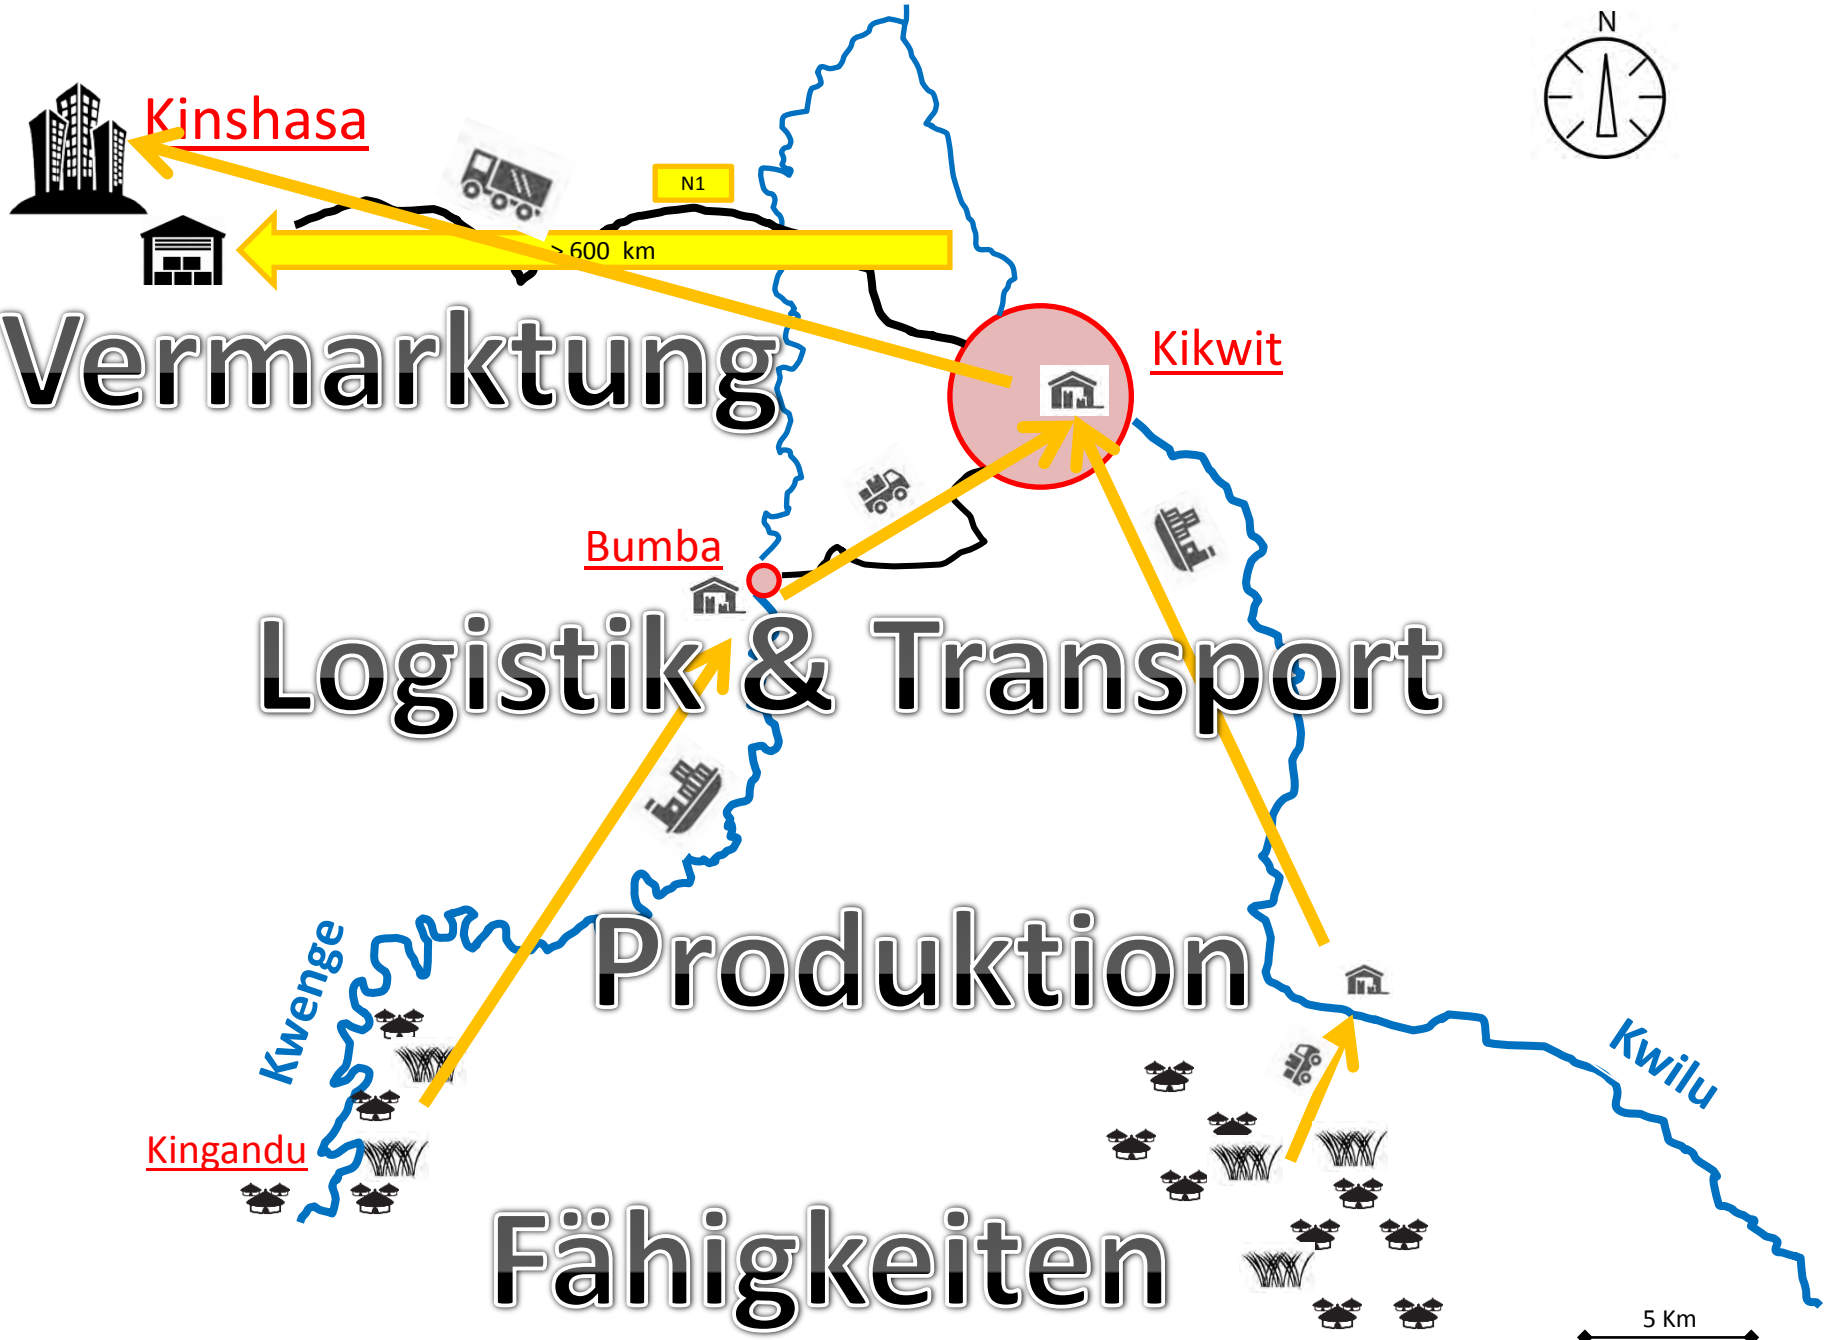 N
Kinshasa
N1
> 600 km
Vermarktung
Kikwit
Bumba
Logistik & Transport
Produktion
Kwenge
Kwilu
Kingandu
Fähigkeiten
5 Km